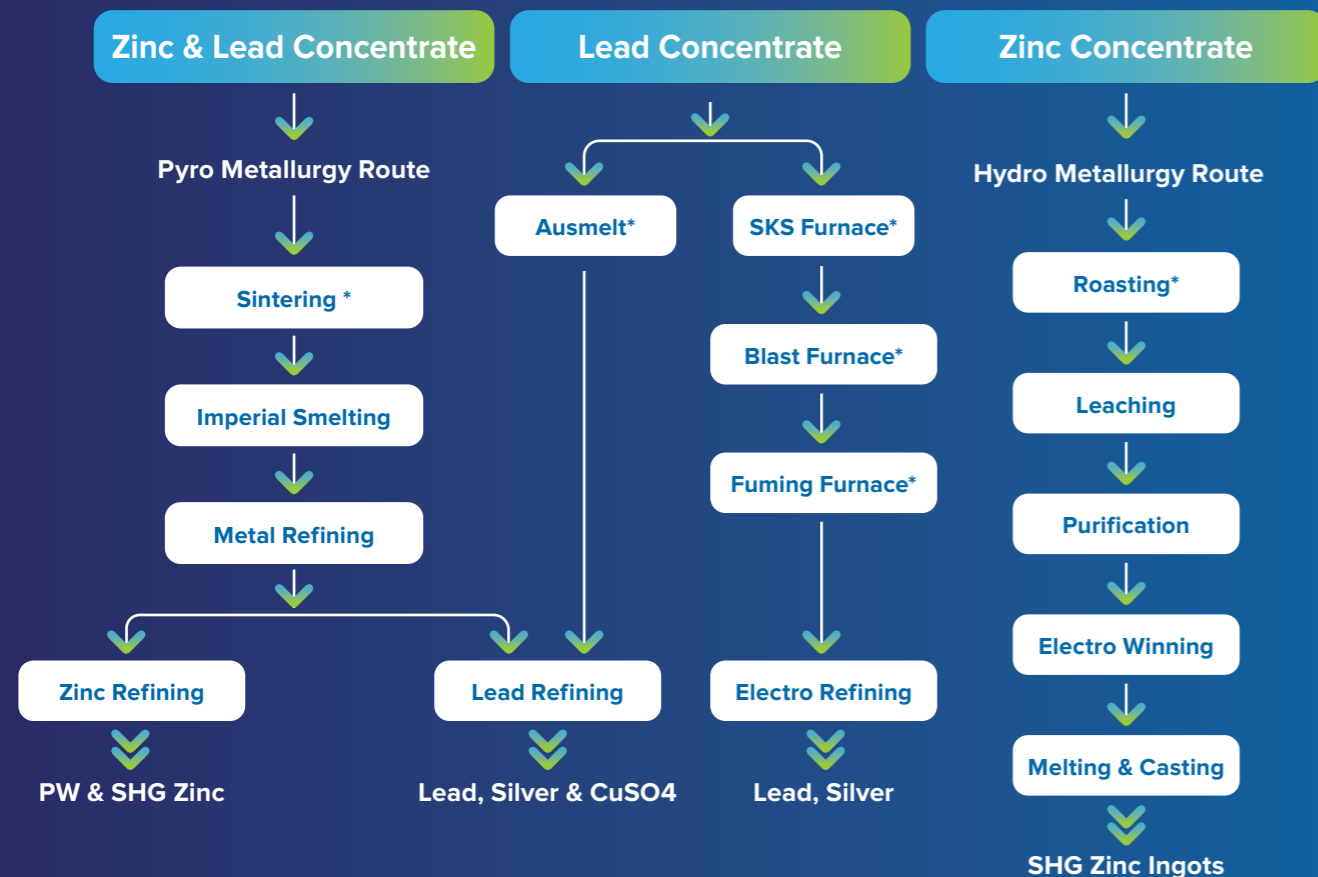 Zinc & Lead Concentrate
Lead Concentrate
Zinc Concentrate
Pyro Metallurgy Route
Hydro Metallurgy Route
Ausmelt*
SKS Furnace*
Sintering *
Roasting*
Blast Furnace*
Imperial Smelting
Leaching
Fuming Furnace*
Metal Refining
Purification
Electro Winning
Zinc Refining
Lead Refining
Electro Refining
Melting & Casting
PW & SHG Zinc
Lead, Silver & CuSO4
Lead, Silver
SHG Zinc Ingots